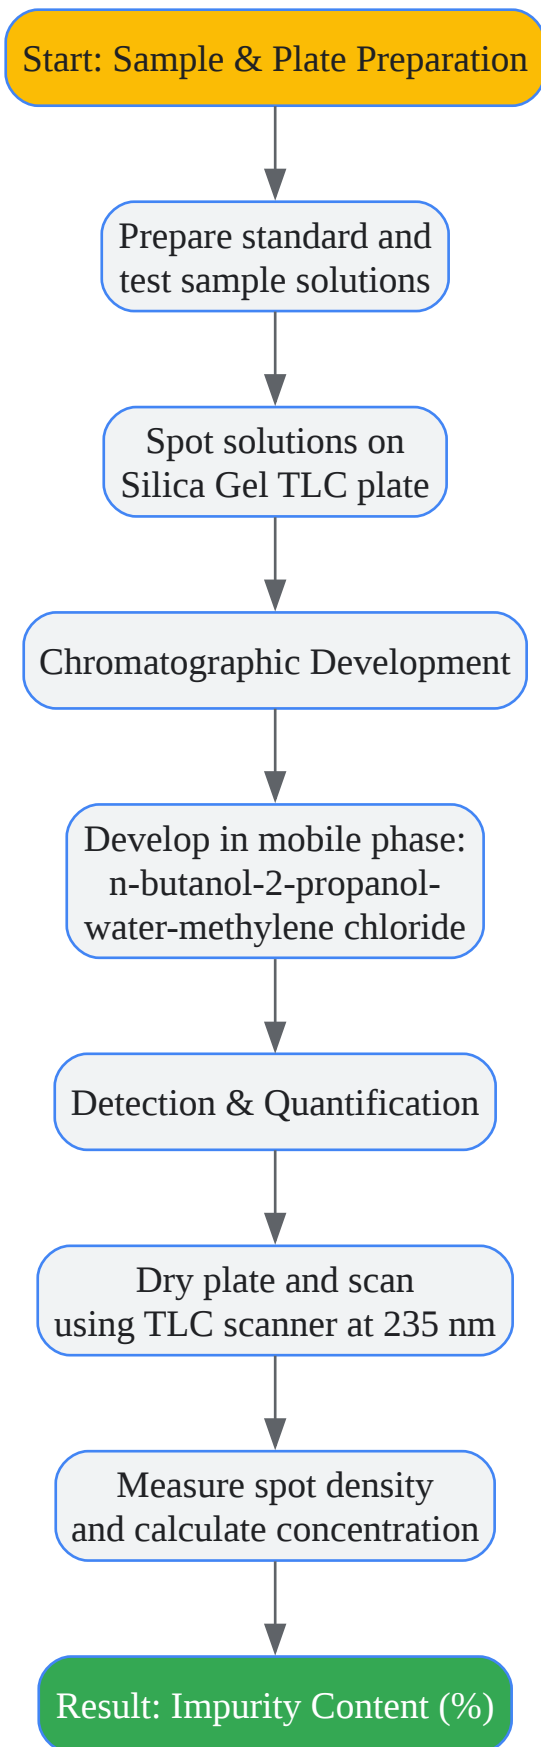 Start: Sample & Plate Preparation
Prepare standard and
test sample solutions
Spot solutions on
Silica Gel TLC plate
Chromatographic Development
Develop in mobile phase:
n-butanol-2-propanol-
water-methylene chloride
Detection & Quantification
Dry plate and scan
using TLC scanner at 235 nm
Measure spot density
and calculate concentration
Result: Impurity Content (%)